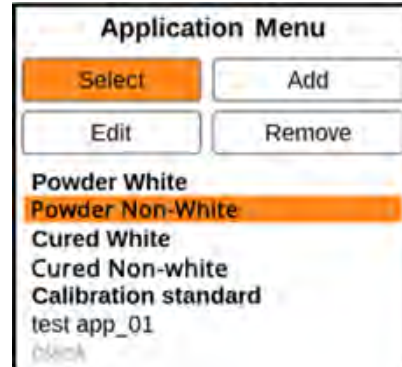 Application Menu
Select Add
Edit Remove
Powder White
Powder Non-White
Cured White
Cured Non-white
Calibration standard
test app_01